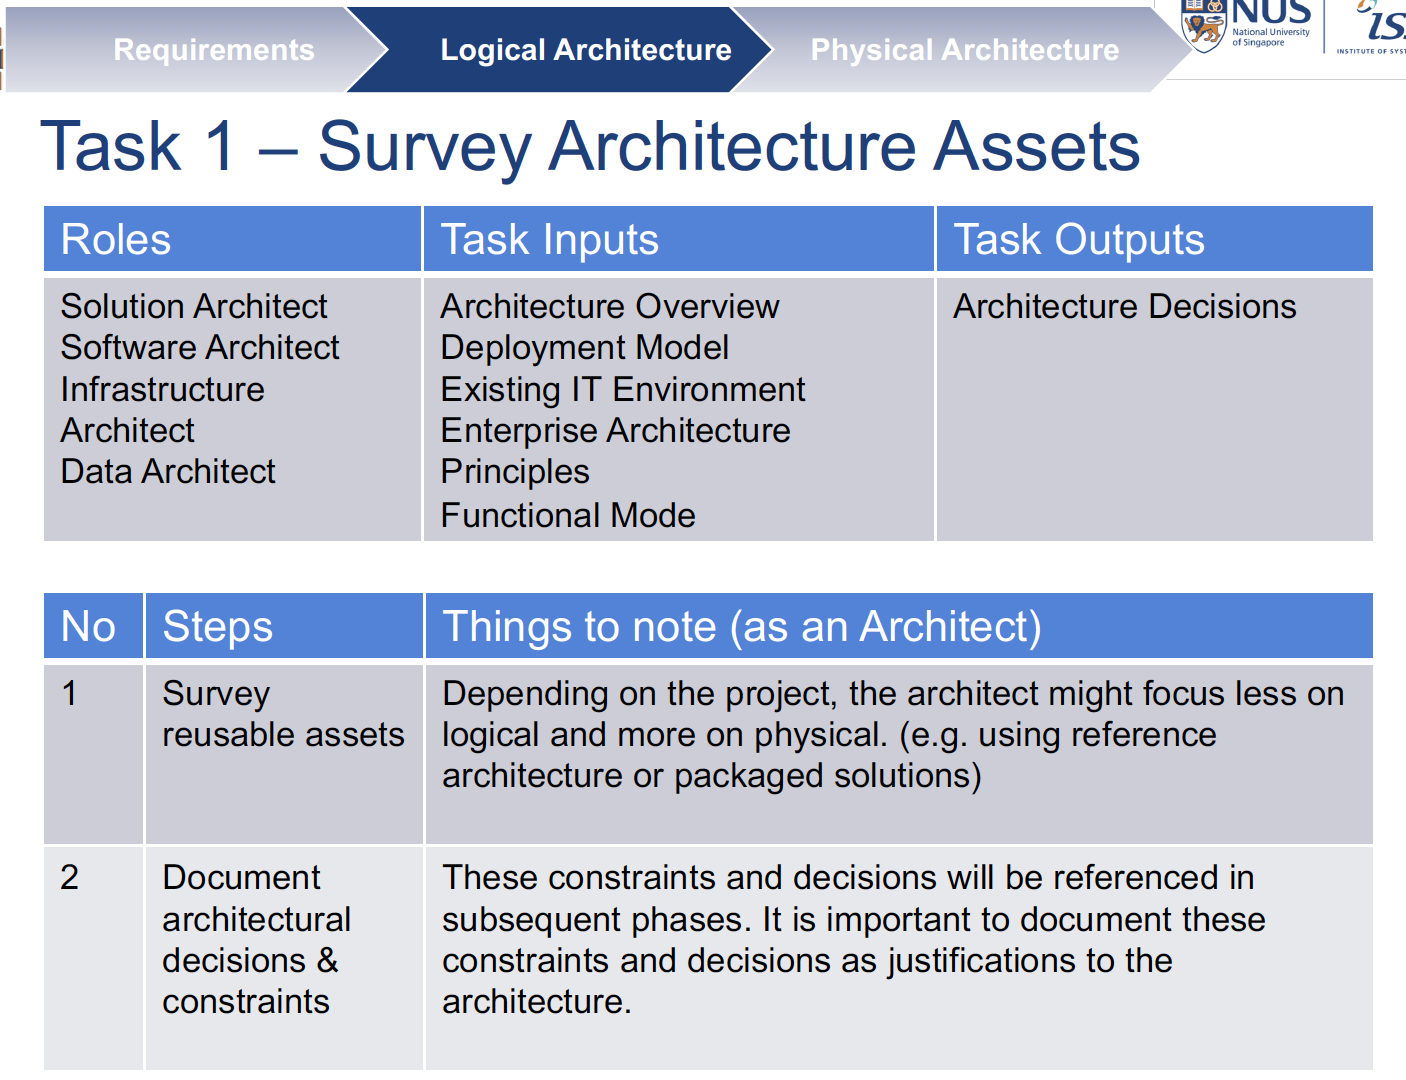 Requirements
Logical Architecture
Physical Architecture
NUS
National University
of Singapore
INSTITUTE OF
Task 1 – Survey Architecture Assets
Roles
Task Inputs
Task Outputs
Solution Architect
Software Architect
Infrastructure
Architect
Data Architect
Architecture Overview
Deployment Model
Existing IT Environment
Enterprise Architecture
Principles
Functional Mode
Architecture Decisions
No
Steps
Things to note (as an Architect)
1
Survey
reusable assets
Depending on the project, the architect might focus less on
logical and more on physical. (e.g. using reference
architecture or packaged solutions)
2
Document
architectural
decisions &
constraints
These constraints and decisions will be referenced in
subsequent phases. It is important to document these
constraints and decisions as justifications to the
architecture.